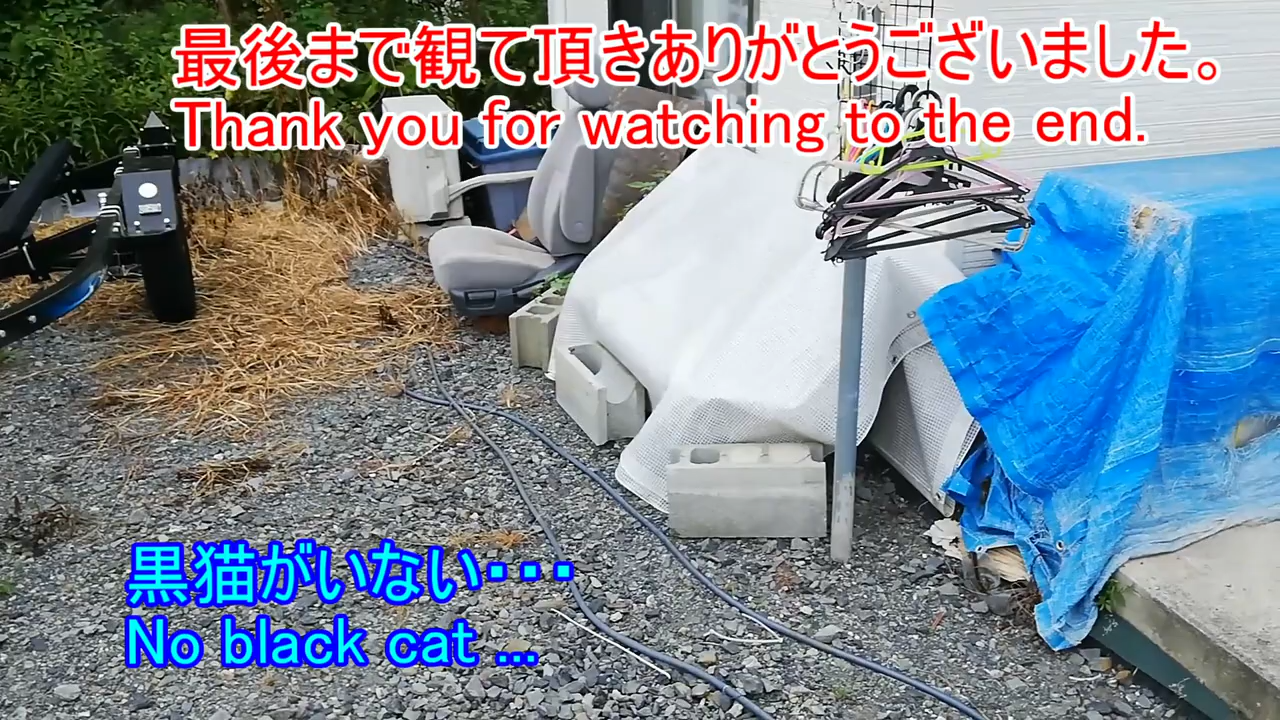 最後まで観て頂きありがとうございました。
Thank you for watching to the end.
黒猫がいない・・・
No black cat ...